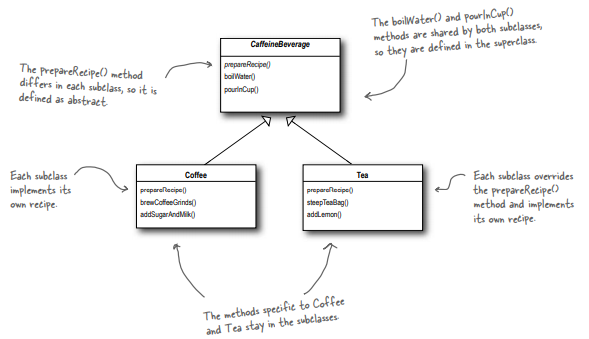 The boilWater() and pourInCup()
methods are shared by both subclasses,
so they are defined in the superclass.
CaffeineBeverage
prepareRecipe()
boilWater()
pourInCup()
The prepareRecipe() method
differs in each subclass, so it is
defined as abstract.
Each subclass
implements its
own recipe.
Coffee
prepareRecipe()
brewCoffeeGrinds()
addSugarAndMilk()
Tea
prepareRecipe()
steepTeaBag()
addLemon()
Each subclass overrides
the prepareRecipe()
method and implements
its own recipe.
The methods specific to Coffee
and Tea stay in the subclasses.